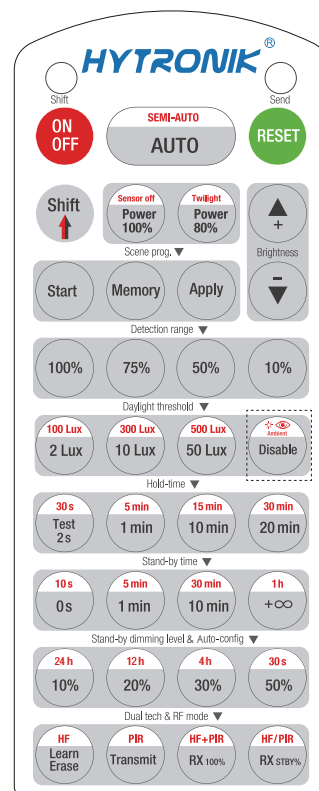 HYTRONIK®
Shift
Send
ON
OFF
SEMI-AUTO
AUTO
RESET
Shift
Sensor off
Power
100%
Twilight
Power
80%
+
Brightness
Scene prog. ▼
Start
Memory
Apply
Detection range ▼
100%
75%
50%
10%
Daylight threshold ▼
100 Lux
2 Lux
300 Lux
10 Lux
500 Lux
50 Lux
Ambient
Disable
Hold-time ▼
30 s
Test
2 s
5 min
1 min
15 min
10 min
30 min
20 min
Stand-by time ▼
10 s
0 s
5 min
1 min
30 min
10 min
1 h
+∞
Stand-by dimming level & Auto-config ▼
24 h
10%
12 h
20%
4 h
30%
30 s
50%
Dual tech & RF mode ▼
HF
Learn
Erase
PIR
Transmit
HF+PIR
RX 100%
HF/PIR
RX STBY%